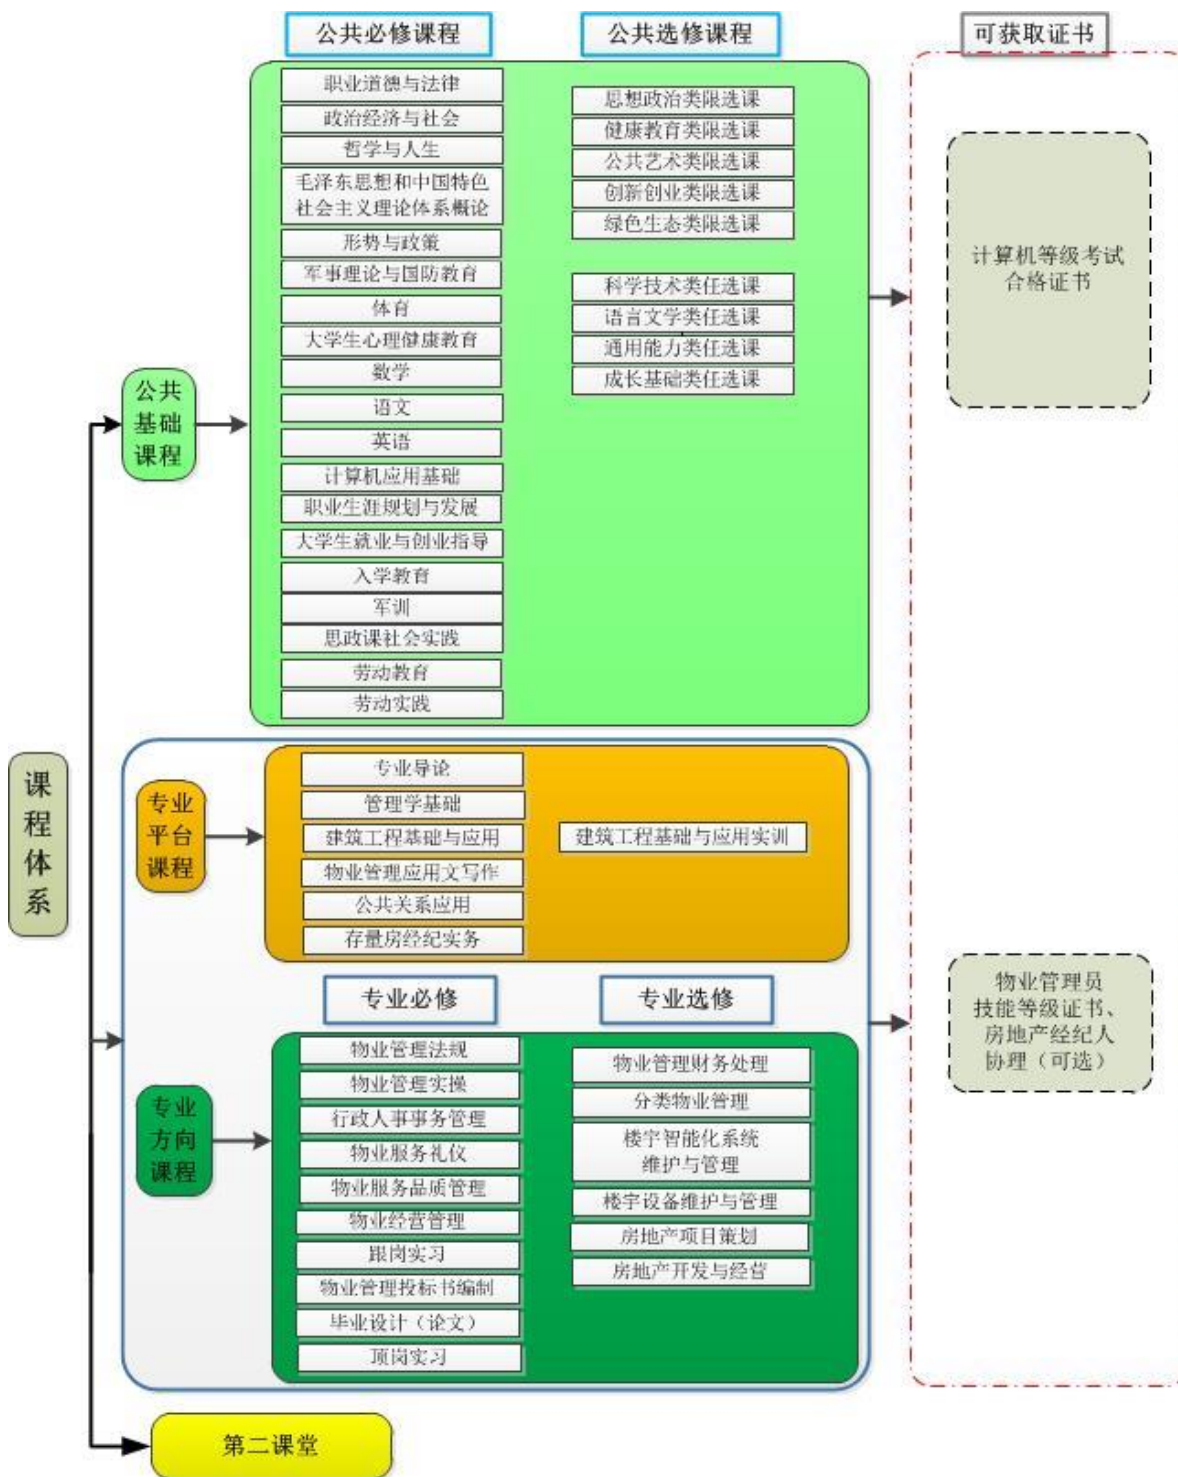 公共必修课程
公共选修课程
可获取证书
职业道德与法律
政治经济与社会
哲学与人生
毛泽东思想和中国特色
社会主义理论体系概论
形势与政策
军事理论与国防教育
体育
大学生心理健康教育
数学
语文
英语
计算机应用基础
职业生涯规划与发展
大学生就业与创业指导
入学教育
军训
思政课社会实践
劳动教育
劳动实践
思想政治类限选课
健康教育类限选课
公共艺术类限选课
创新创业类限选课
绿色生态类限选课
科学技术类任选课
语言文学类任选课
通用能力类任选课
成长基础类任选课
计算机等级考试
合格证书
公共
基础
课程
课
程
体
系
专业
平台
课程
专业导论
管理学基础
建筑工程基础与应用
物业管理应用文写作
公共关系应用
存量房经纪实务
建筑工程基础与应用实训
专业必修
专业选修
专业
方向
课程
物业管理法规
物业管理实操
行政人事事务管理
物业服务礼仪
物业服务品质管理
物业经营管理
跟岗实习
物业管理投标书编制
毕业设计（论文）
顶岗实习
物业管理财务处理
分类物业管理
楼宇智能化系统
维护与管理
楼宇设备维护与管理
房地产项目策划
房地产开发与经营
物业管理员
技能等级证书、
房地产经纪人
协理（可选）
第二课堂